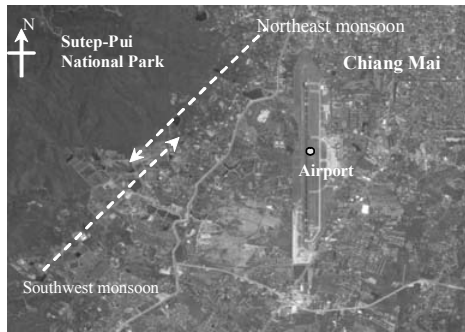 Northeast monsoon
N
Sutep-Pui
National Park
Chiang Mai
Airport
Southwest monsoon